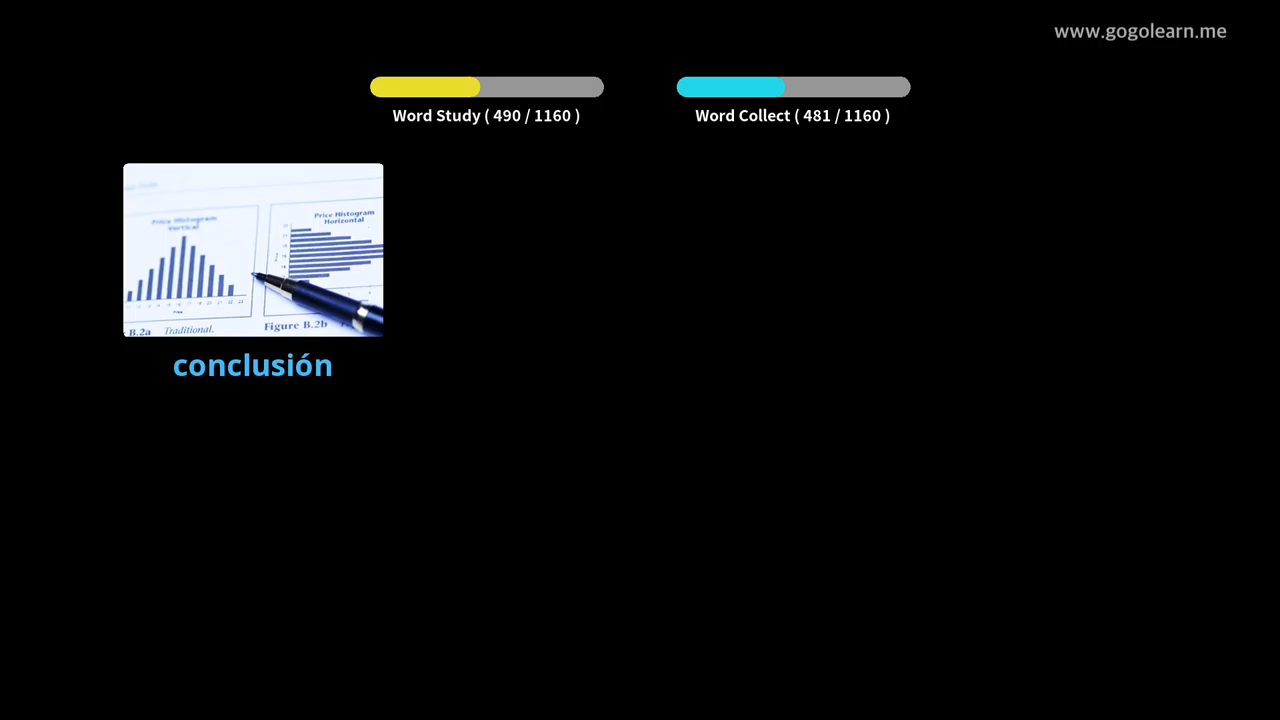 www.gogolearn.me
Word Study ( 490 / 1160 )
Word Collect ( 481 / 1160 )
Price Histogram
Vertical
Price Histogram
Horizontal
Price
B.2a Traditional.
Figure B.2b
conclusión